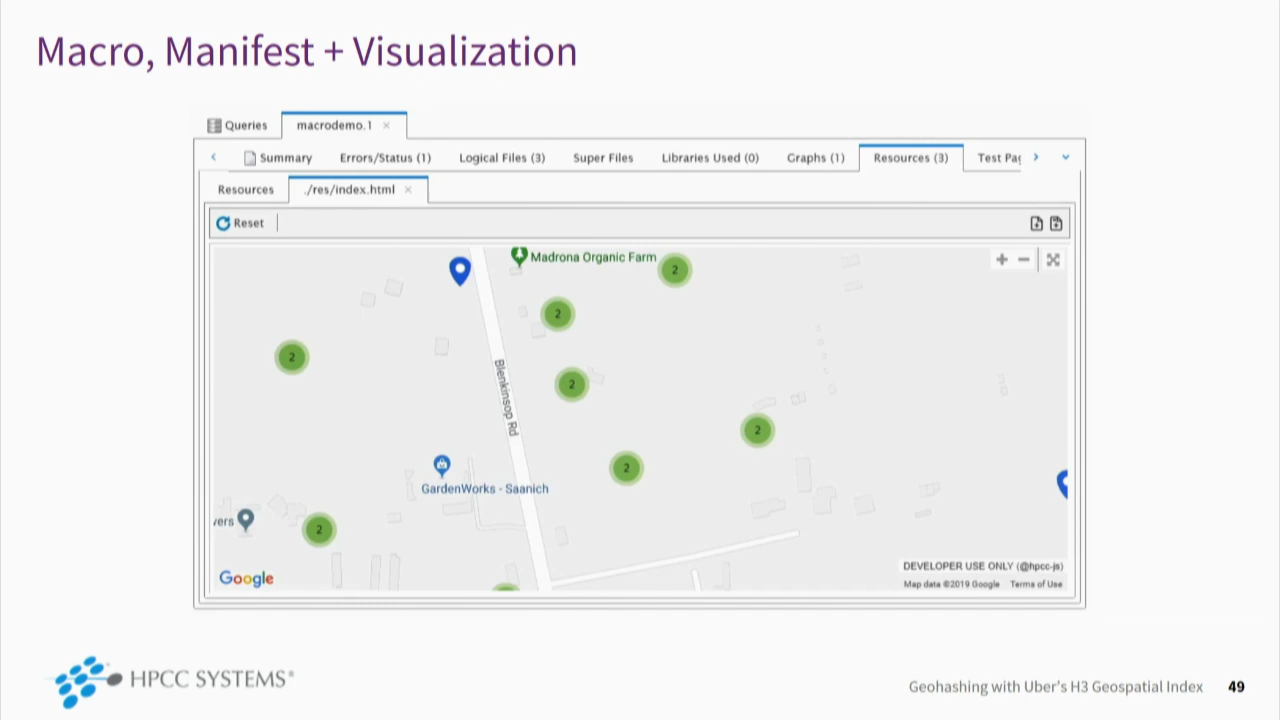 Macro, Manifest + Visualization
Queries
macrodemo.1 ×
Summary
Errors/Status (1)
Logical Files (3)
Super Files
Libraries Used (0)
Graphs (1)
Resources (3)
Test Pag
Resources
./res/index.html ×
Reset
Madrona Organic Farm
2
2
2
2
Blenkinsop Rd
2
2
GardenWorks - Saanich
vers
2
Google
DEVELOPER USE ONLY (@hpcc-js)
Map data ©2019 Google
Terms of Use
HPCC SYSTEMS®
Geohashing with Uber's H3 Geospatial Index
49